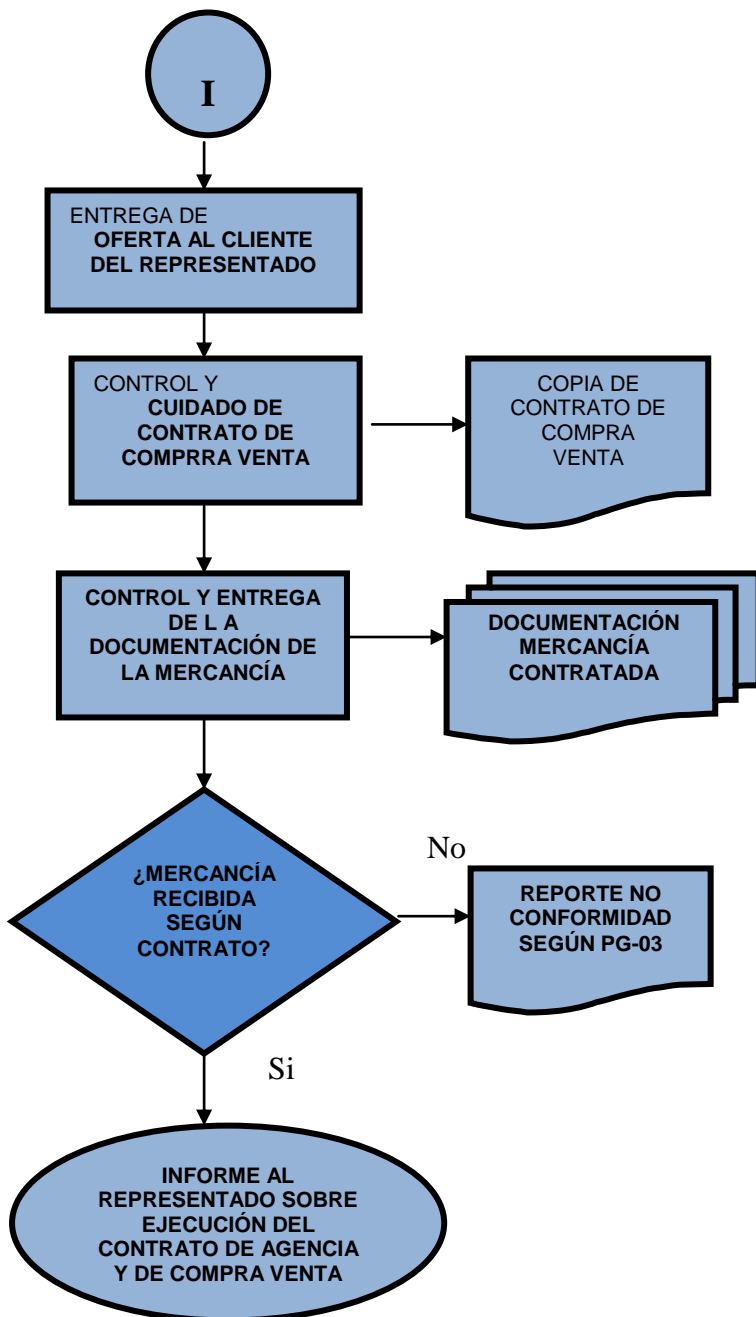 I
ENTREGA DE
OFERTA AL CLIENTE
DEL REPRESENTADO
CONTROL Y
CUIDADO DE
CONTRATO DE
COMPRRA VENTA
COPIA DE
CONTRATO DE
COMPRA
VENTA
CONTROL Y ENTREGA
DE L A
DOCUMENTACIÓN DE
LA MERCANCÍA
DOCUMENTACIÓN
MERCANCÍA
CONTRATADA
¿MERCANCÍA
RECIBIDA
SEGÚN
CONTRATO?
No
REPORTE NO
CONFORMIDAD
SEGÚN PG-03
Si
INFORME AL
REPRESENTADO SOBRE
EJECUCIÓN DEL
CONTRATO DE AGENCIA
Y DE COMPRA VENTA